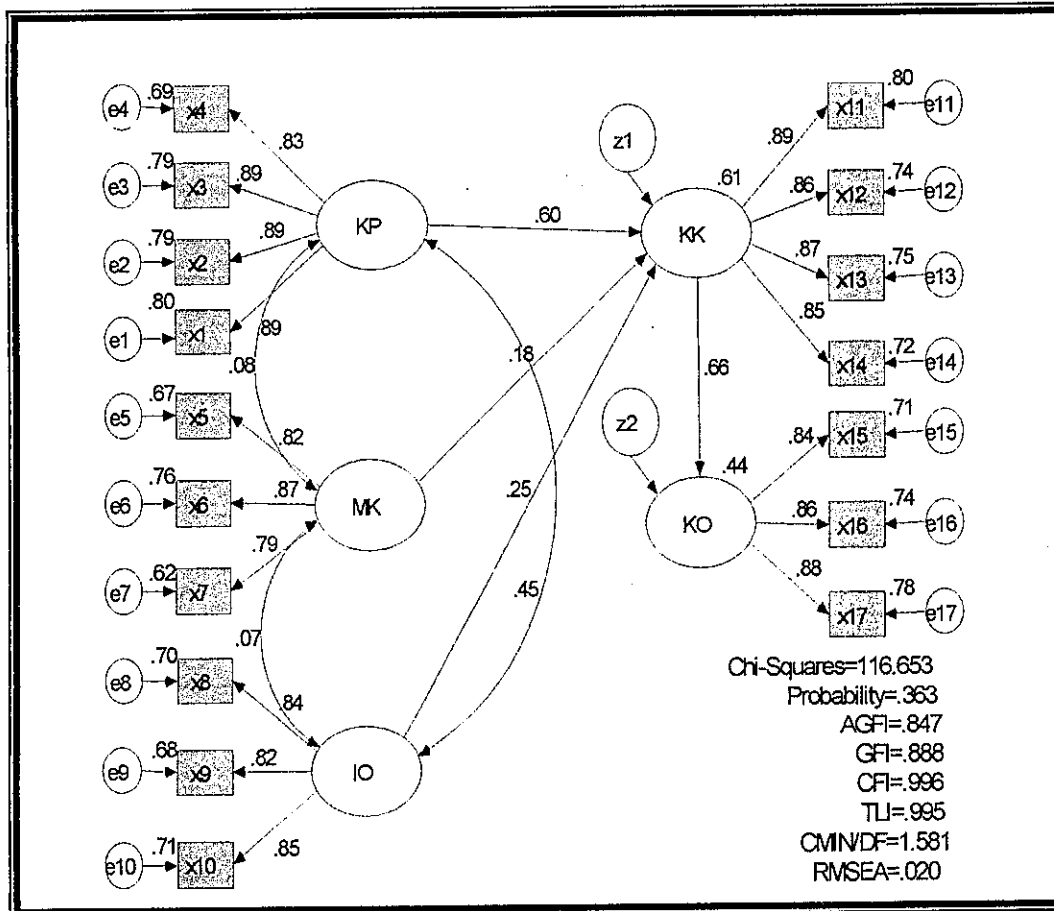 .69
e4
x4
.83
.79
e3
x3
.89
.79
e2
x2
.89
.80
e1
x1
.89
.08
KP
.60
.67
e5
x5
.82
.76
e6
x6
.87
MK
.62
e7
x7
.79
.07
.18
.25
.45
.70
e8
x8
.84
.68
e9
x9
.82
IO
.71
e10
x10
.85
z1
.61
KK
.89
.80
x11
e11
.86
.74
x12
e12
.87
.75
x13
e13
.85
.72
x14
e14
.66
z2
.44
KO
.84
.71
x15
e15
.86
.74
x16
e16
.88
.78
x17
e17
Chi-Squares=116.653
Probability=.363
AGFI=.847
GFI=.888
CFI=.996
TLI=.995
CMIN/DF=1.581
RMSEA=.020